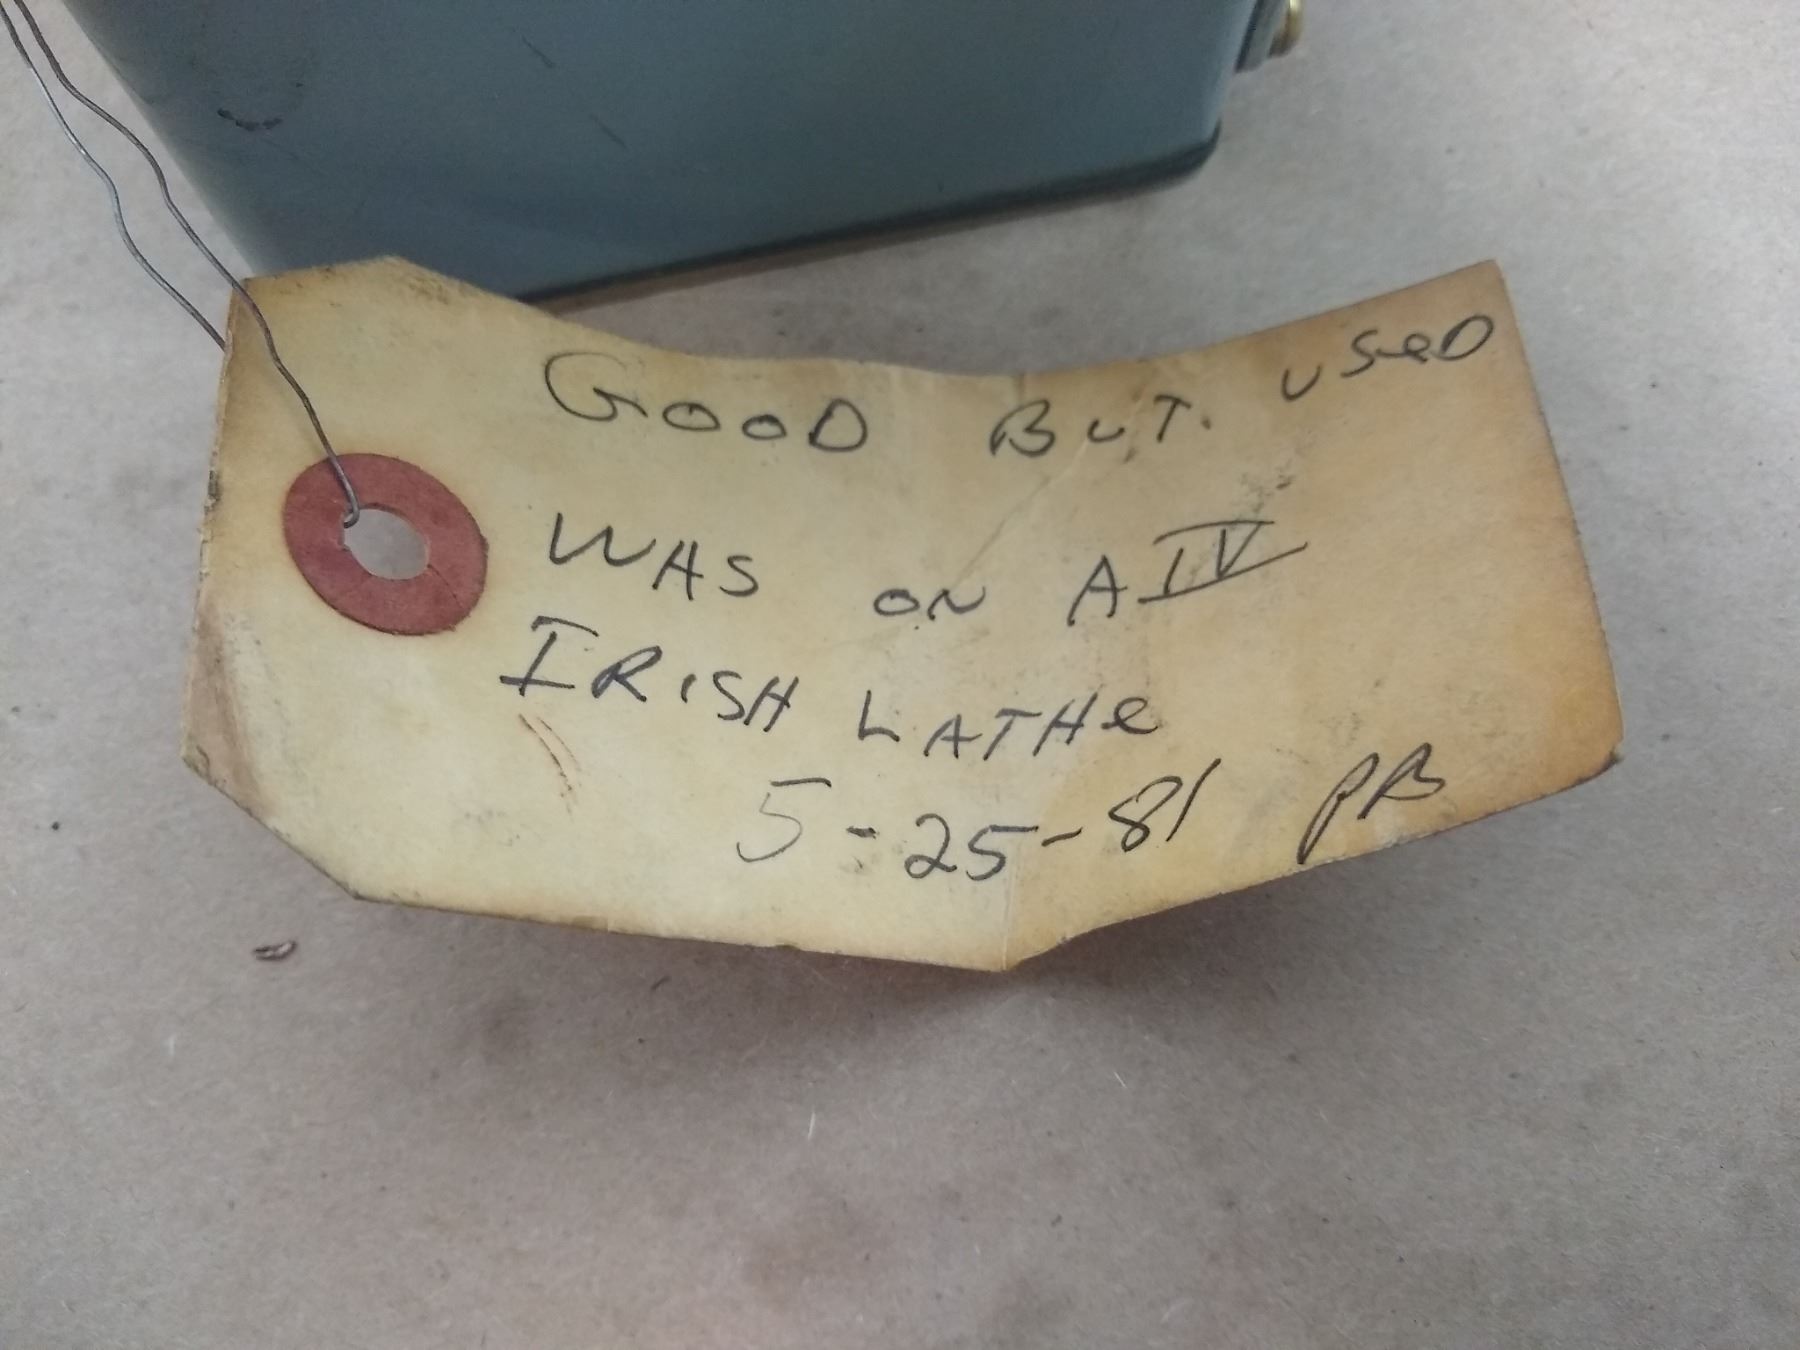 GOOD BUT. USeD
WAS ON A IV
IRISH LATHe
5-25-81 PB